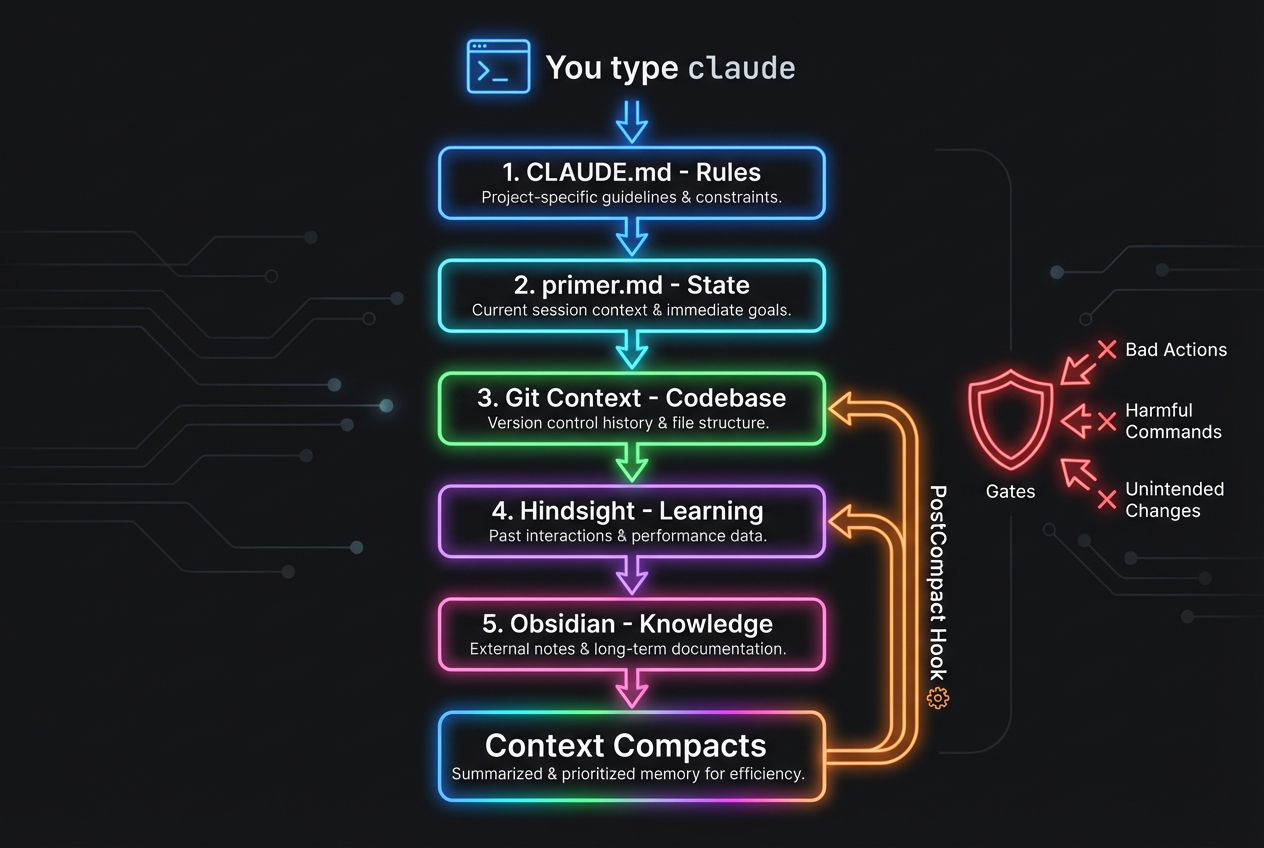 You type claude
1. CLAUDE.md - Rules
Project-specific guidelines & constraints.
2. primer.md - State
Current session context & immediate goals.
3. Git Context - Codebase
Version control history & file structure.
4. Hindsight - Learning
Past interactions & performance data.
5. Obsidian - Knowledge
External notes & long-term documentation.
Context Compacts
Summarized & prioritized memory for efficiency.
PostCompact Hook
Gates
Bad Actions
Harmful
Commands
Unintended
Changes